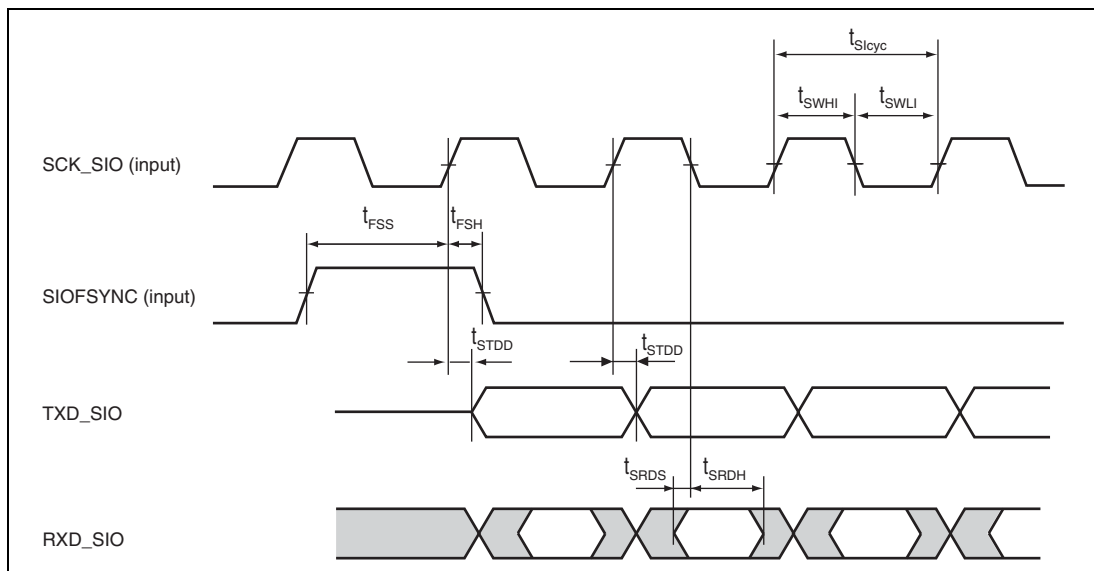 tSIcyc
tSWHI tSWLI
SCK_SIO (input)
tFSS tFSH
SIOFSYNC (input)
tSTDD tSTDD
TXD_SIO
tSRDS tSRDH
RXD_SIO